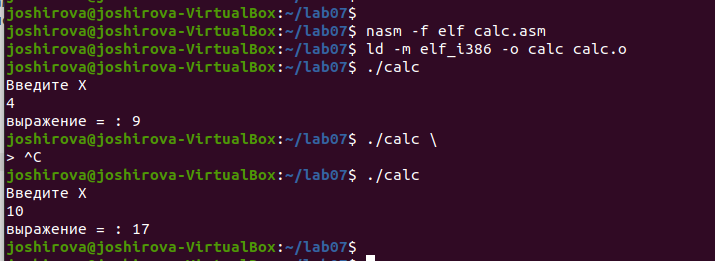 joshirova@joshirova-VirtualBox:~/lab07$
joshirova@joshirova-VirtualBox:~/lab07$ nasm -f elf calc.asm
joshirova@joshirova-VirtualBox:~/lab07$ ld -m elf_i386 -o calc calc.o
joshirova@joshirova-VirtualBox:~/lab07$ ./calc
Введите X
4
выражение = : 9
joshirova@joshirova-VirtualBox:~/lab07$ ./calc \
> ^C
joshirova@joshirova-VirtualBox:~/lab07$ ./calc
Введите X
10
выражение = : 17
joshirova@joshirova-VirtualBox:~/lab07$
joshirova@joshirova-VirtualBox:~/lab07$